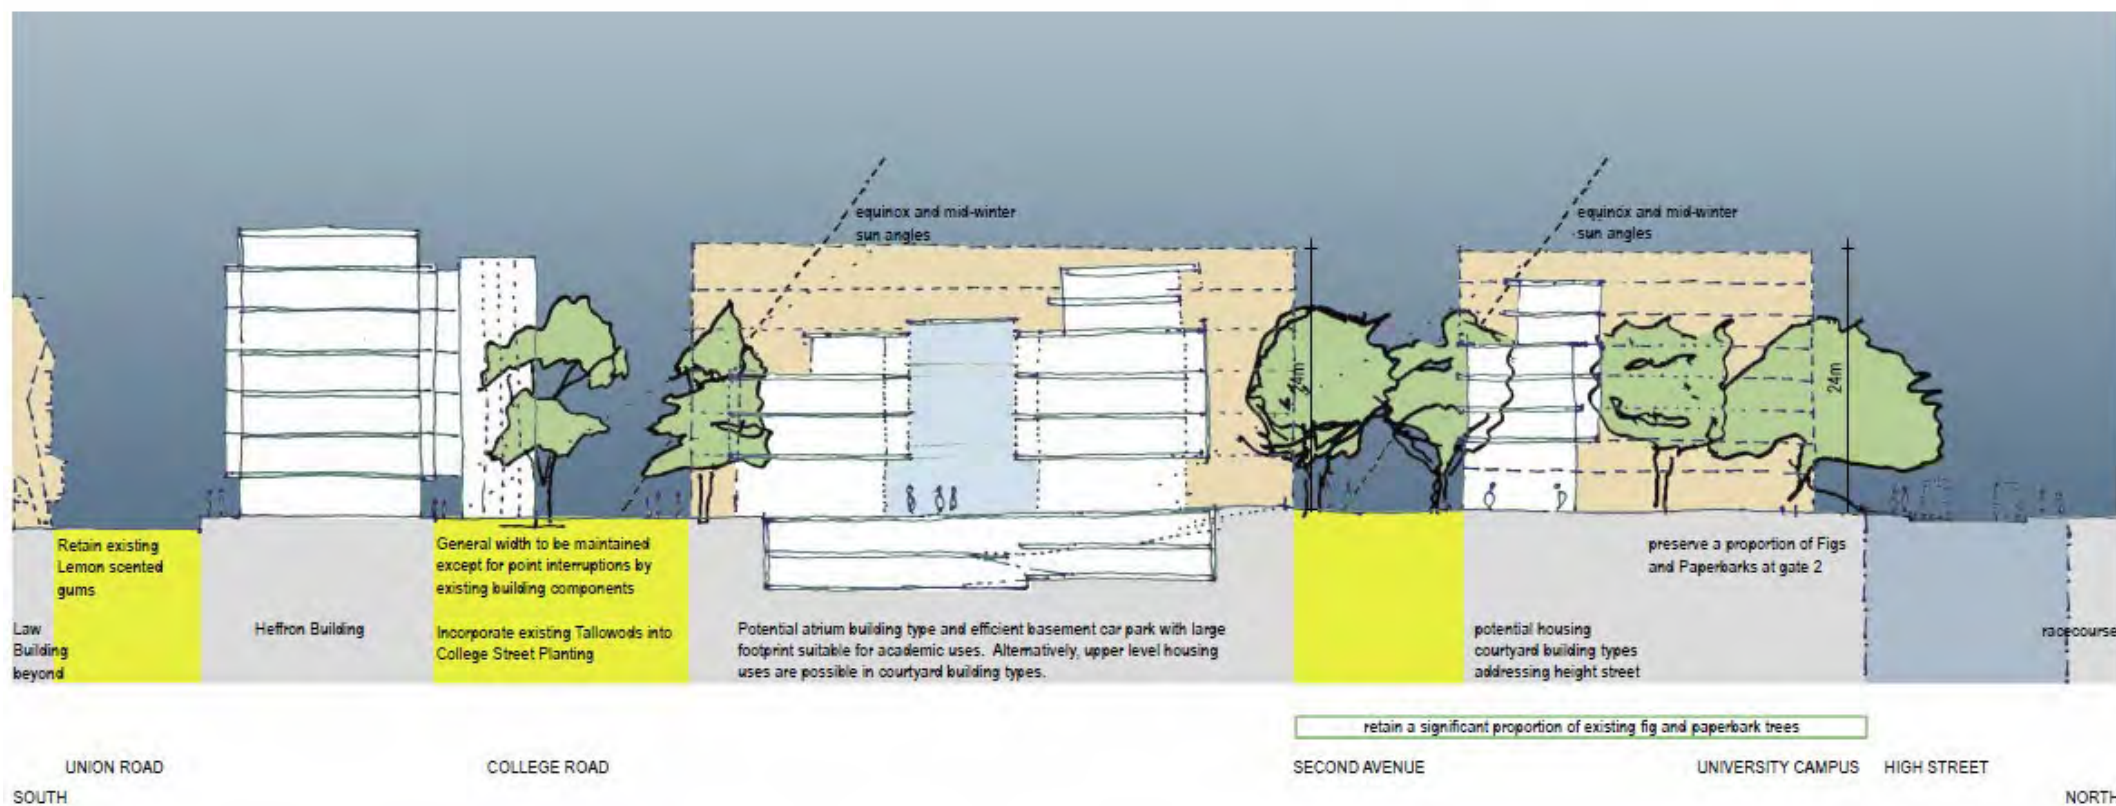 equinox and mid-winter
sun angles
equinox and mid-winter
sun angles
24m
24m
Retain existing
Lemon scented
gums
General width to be maintained
except for point interruptions by
existing building components
preserve a proportion of Figs
and Paperbarks at gate 2
Law
Building
beyond
Heffron Building
Incorporate existing Tallowods into
College Street Planting
Potential atrium building type and efficient basement car park with large
footprint suitable for academic uses. Alternatively, upper level housing
uses are possible in courtyard building types.
potential housing
courtyard building types
addressing height street
racecourse
retain a significant proportion of existing fig and paperbark trees
UNION ROAD
COLLEGE ROAD
SECOND AVENUE
UNIVERSITY CAMPUS
HIGH STREET
SOUTH
NORTH